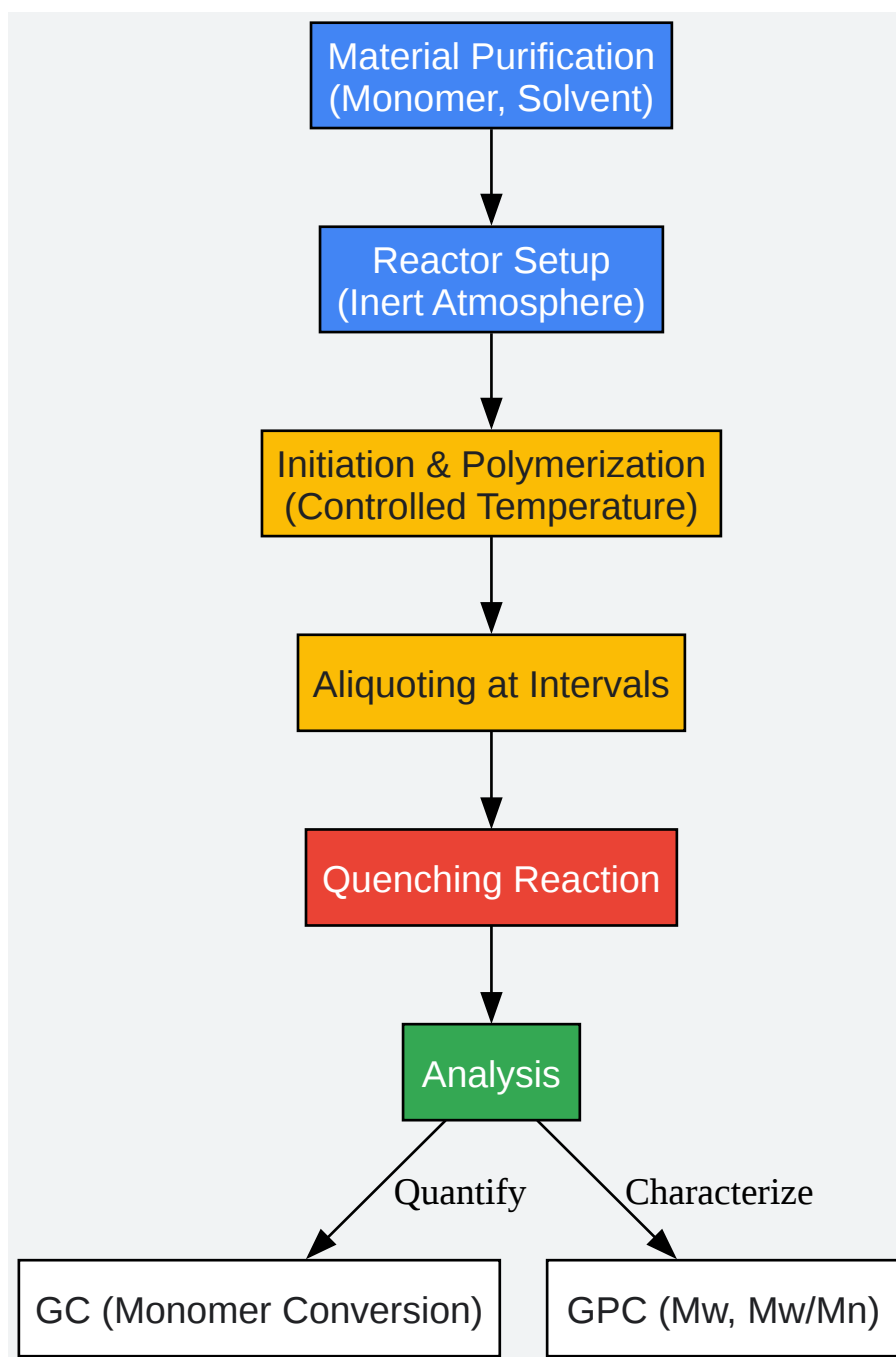 Material Purification
(Monomer, Solvent)
Reactor Setup
(Inert Atmosphere)
Initiation & Polymerization
(Controlled Temperature)
Aliquoting at Intervals
Quenching Reaction
Analysis
Quantify
Characterize
GC (Monomer Conversion)
GPC (Mw, Mw/Mn)